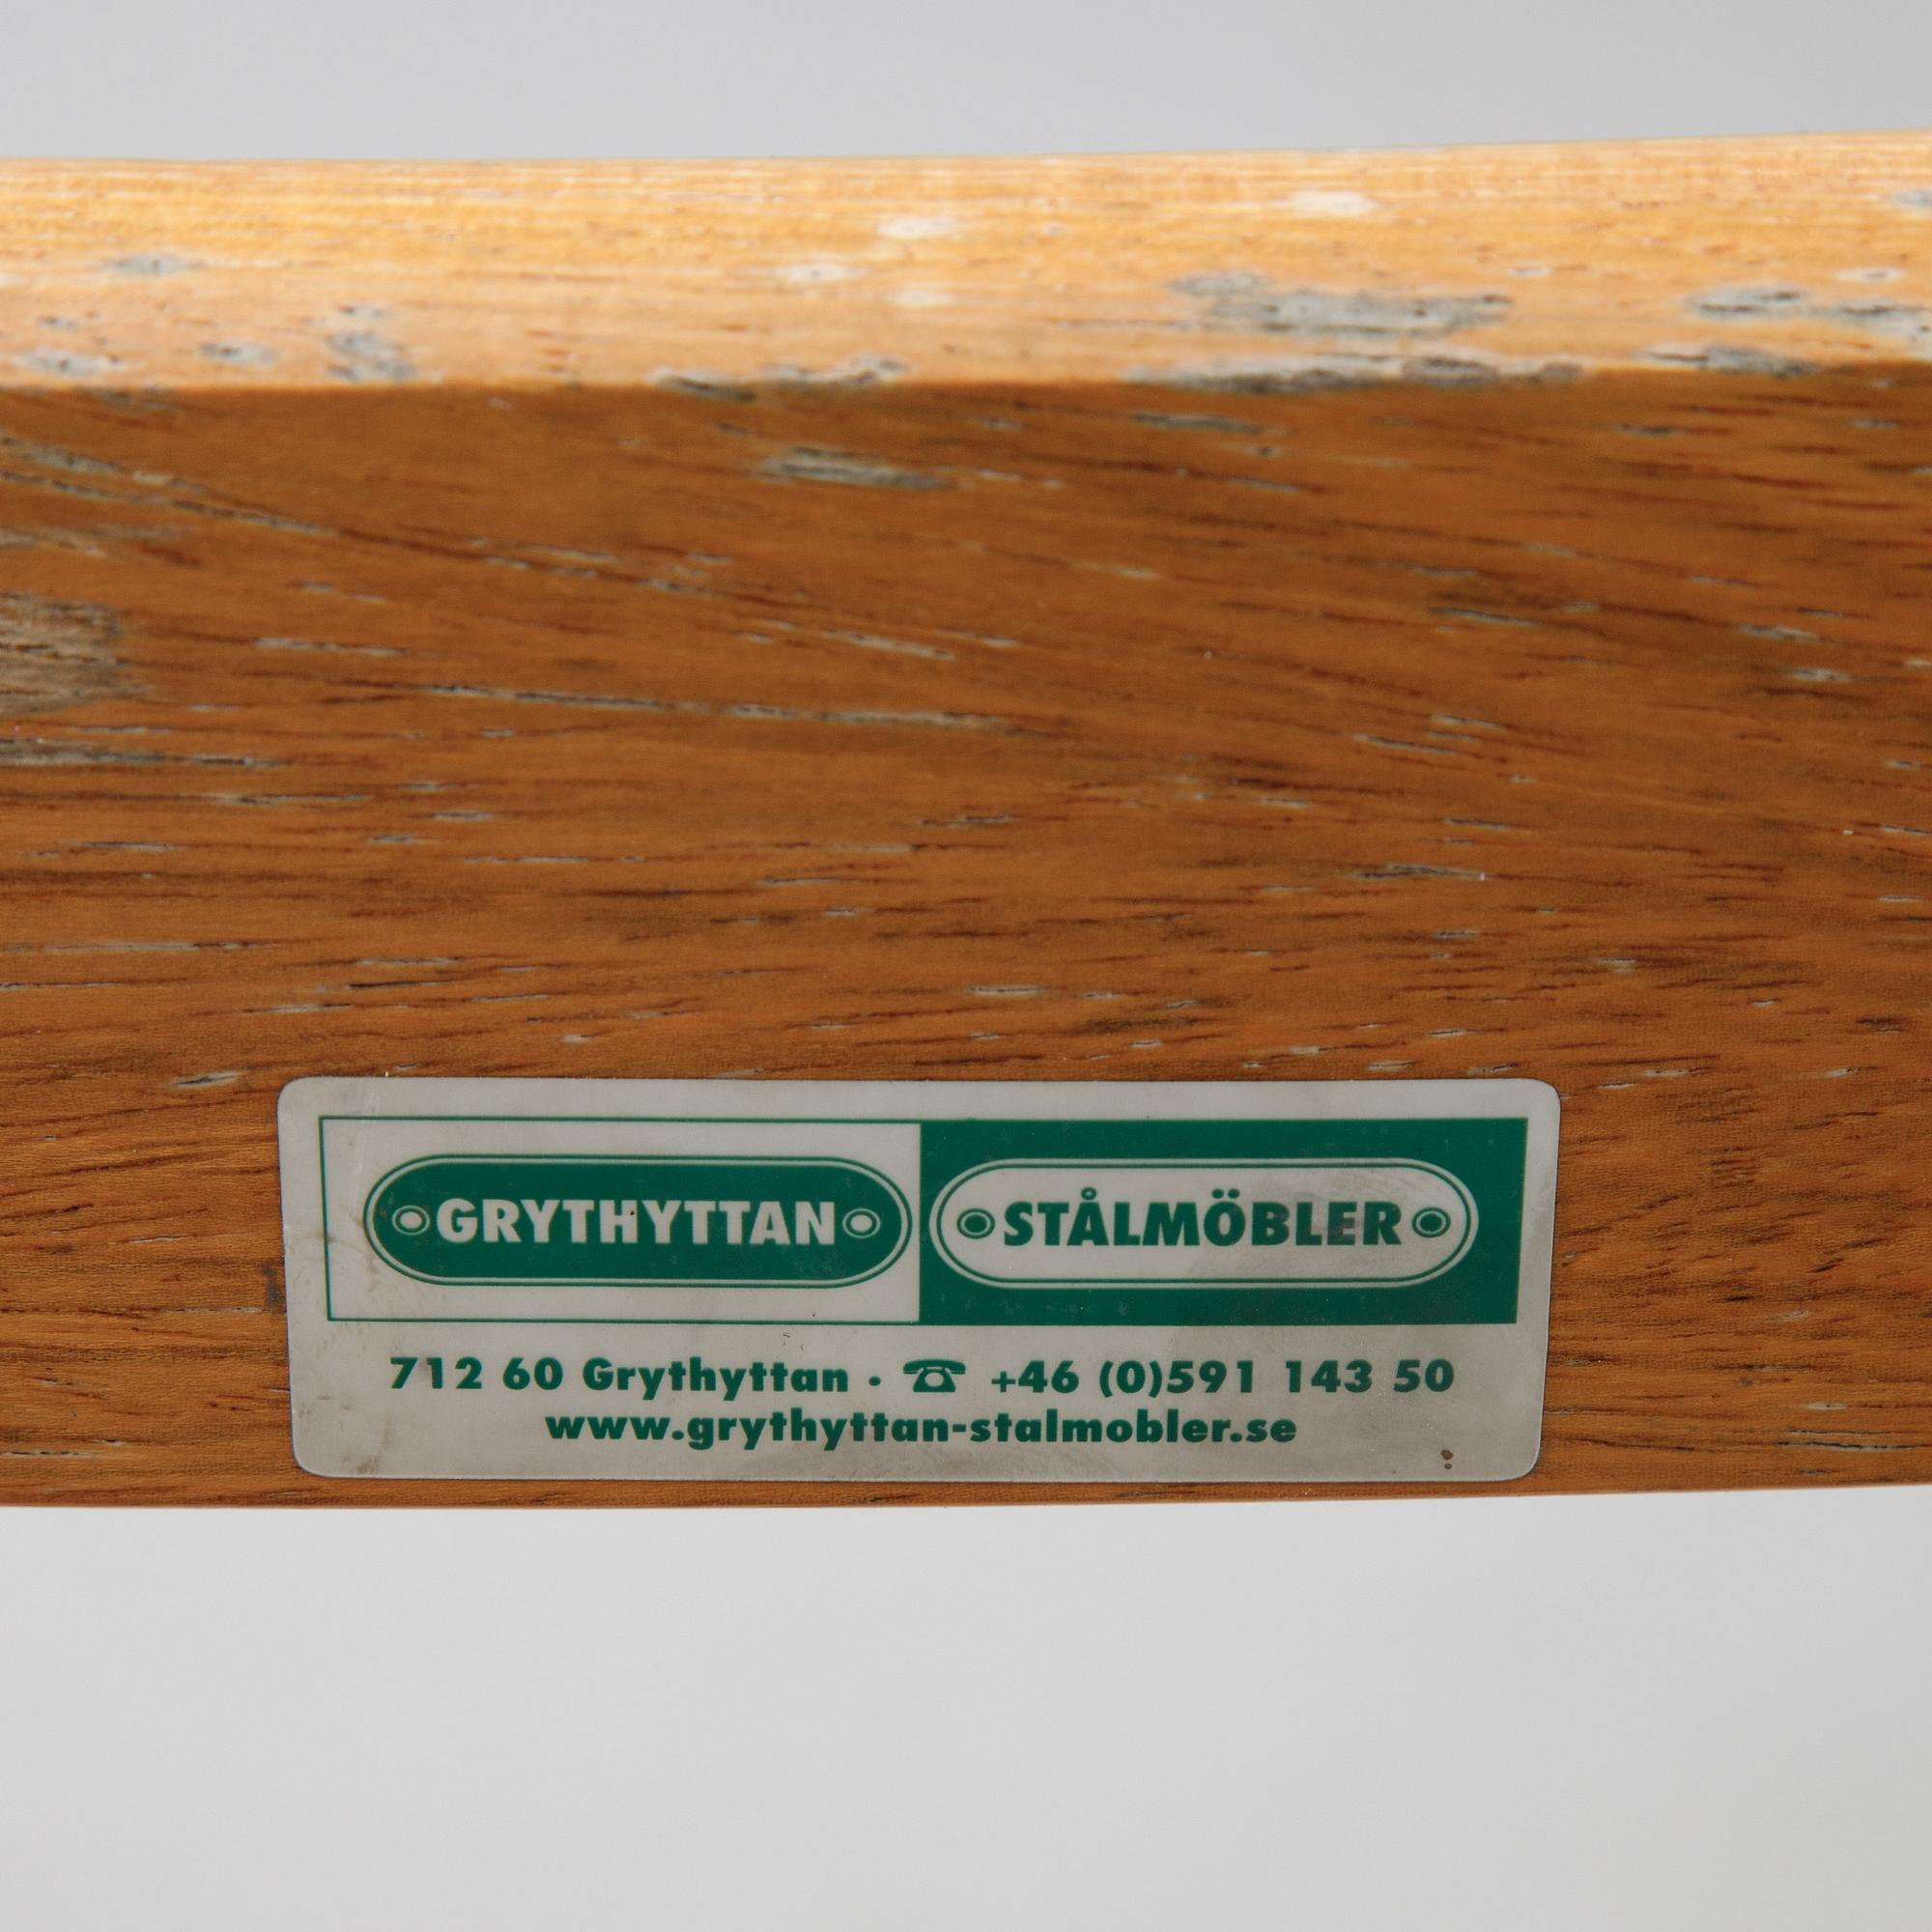 GRYTHYTTAN STÅLMÖBLER
712 60 Grythyttan · ☎ +46 (0)591 143 50
www.grythyttan-stalmobler.se